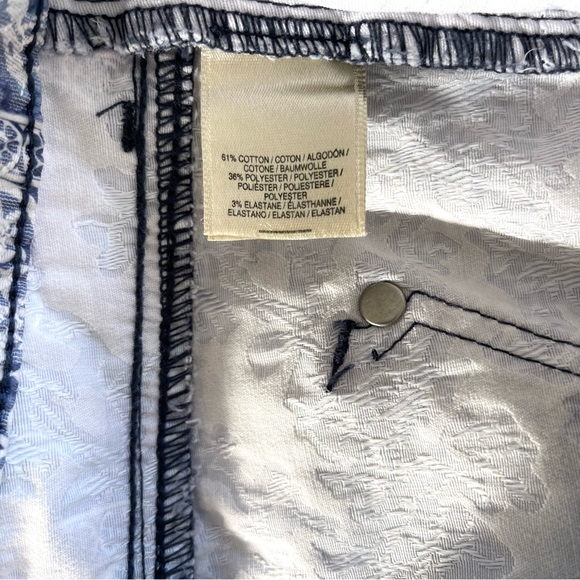 61% COTTON / COTON / ALGODÓN /
COTONE / BAUMWOLLE
36% POLYESTER / POLYESTER /
POLIÉSTER / POLIESTERE /
POLYESTER
3% ELASTANE / ÉLASTHANNE /
ELASTANO / ELASTAN / ELASTAN